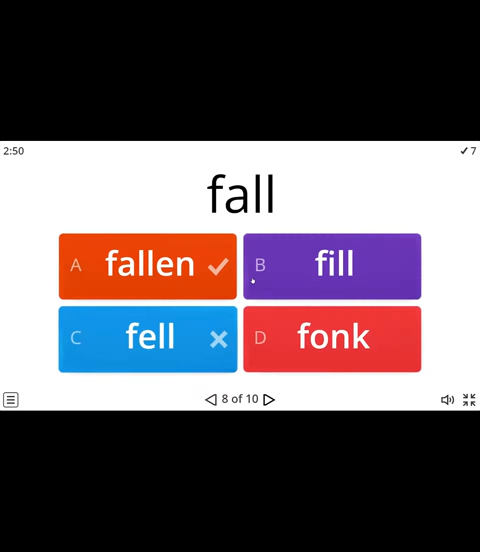 2:50 ✓ 7
fall
A fallen ✓
B fill
C fell ✕
D fonk
8 of 10